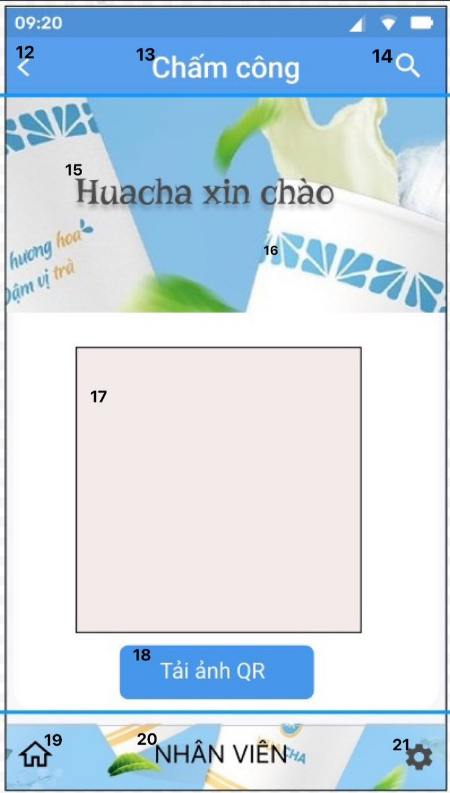 09:20
12 13 Chấm công 14
15
Huacha xin chào
16
hương hoa
Đậm vị trà
17
18 Tải ảnh QR
19 20 NHÂN VIÊN 21